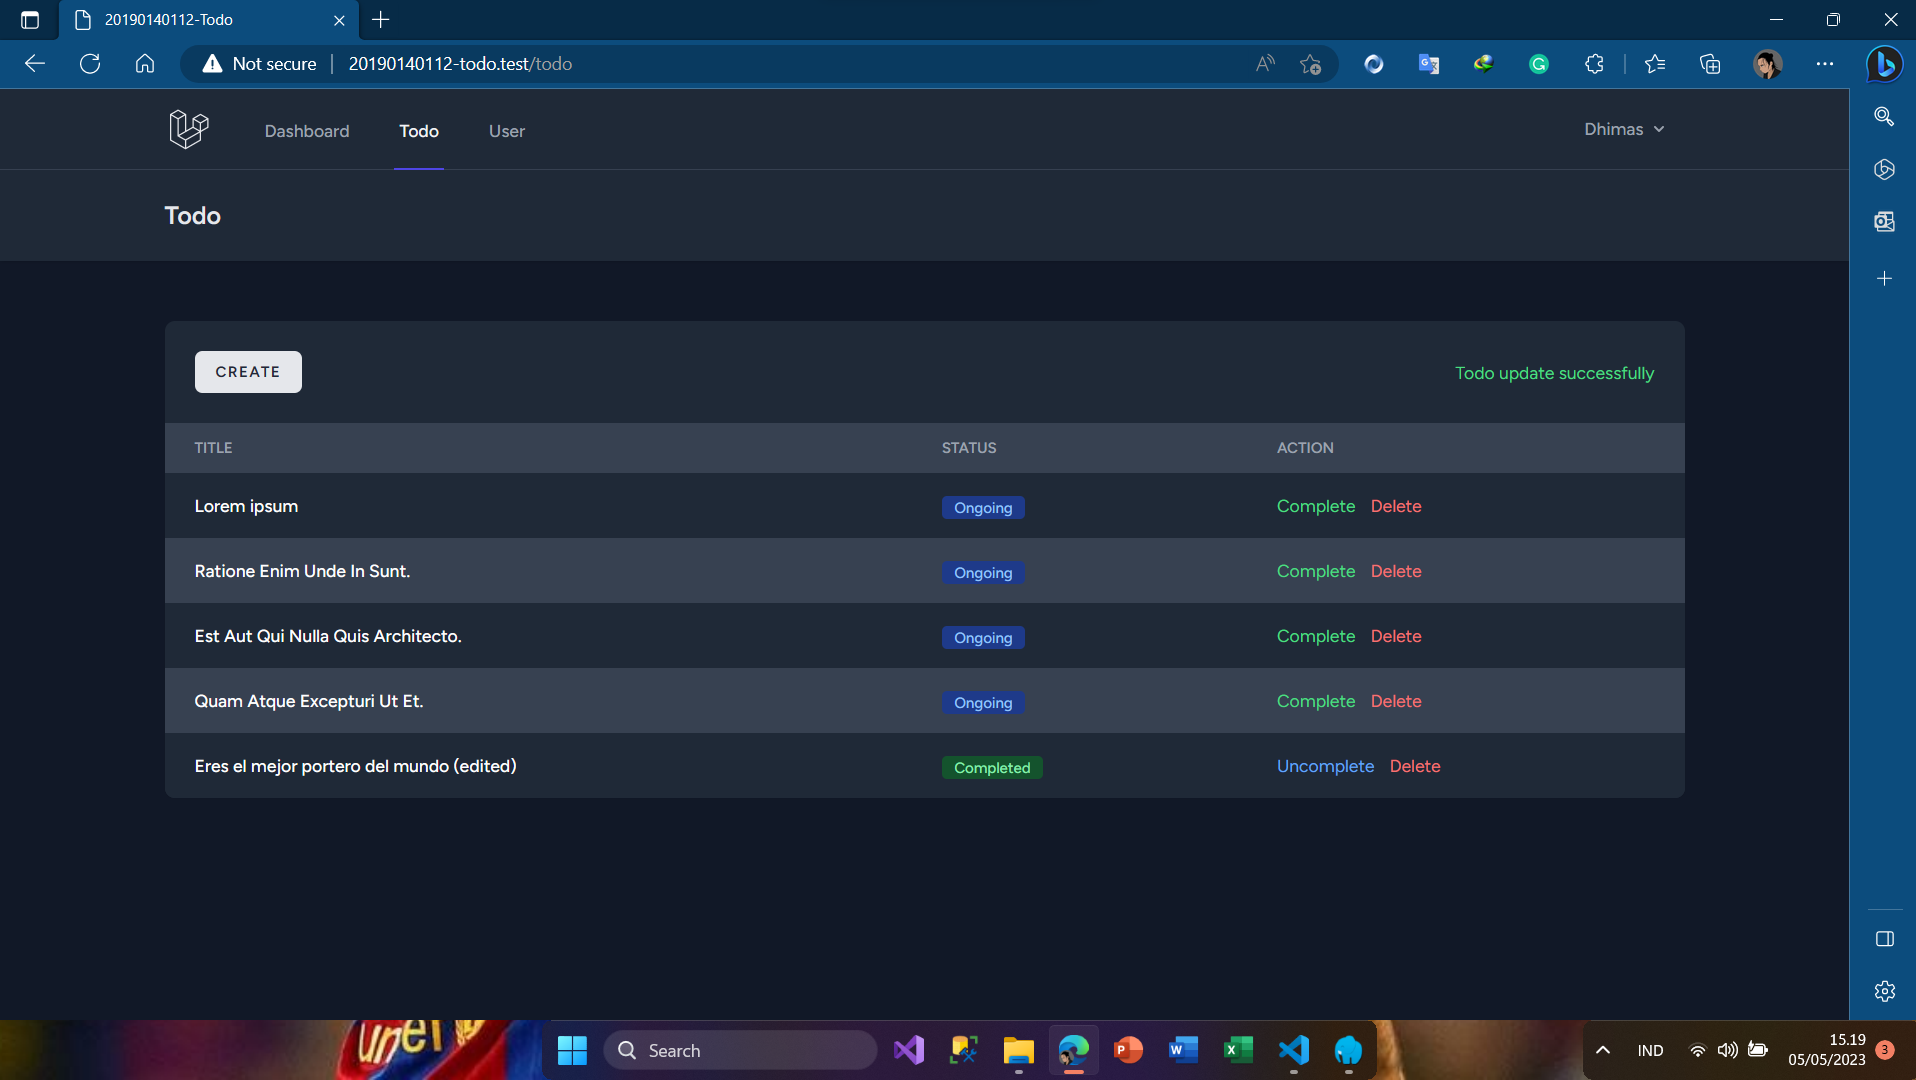 20190140112-Todo
Not secure
20190140112-todo.test/todo
Dashboard
Todo
User
Dhimas
Todo
CREATE
Todo update successfully
TITLE STATUS ACTION
Lorem ipsum Ongoing Complete Delete
Ratione Enim Unde In Sunt. Ongoing Complete Delete
Est Aut Qui Nulla Quis Architecto. Ongoing Complete Delete
Quam Atque Excepturi Ut Et. Ongoing Complete Delete
Eres el mejor portero del mundo (edited) Completed Uncomplete Delete
Search
IND
15.19
05/05/2023
3